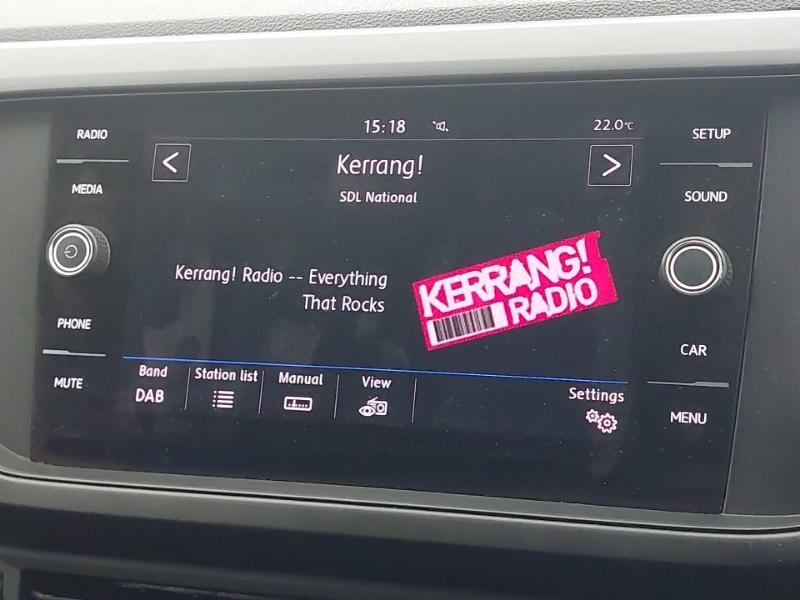 15:18
22.0°C
RADIO
SETUP
Kerrang!
MEDIA
SDL National
SOUND
Kerrang! Radio -- Everything
That Rocks
KERRANG!
RADIO
PHONE
CAR
MUTE
Band
DAB
Station list
Manual
View
Settings
MENU